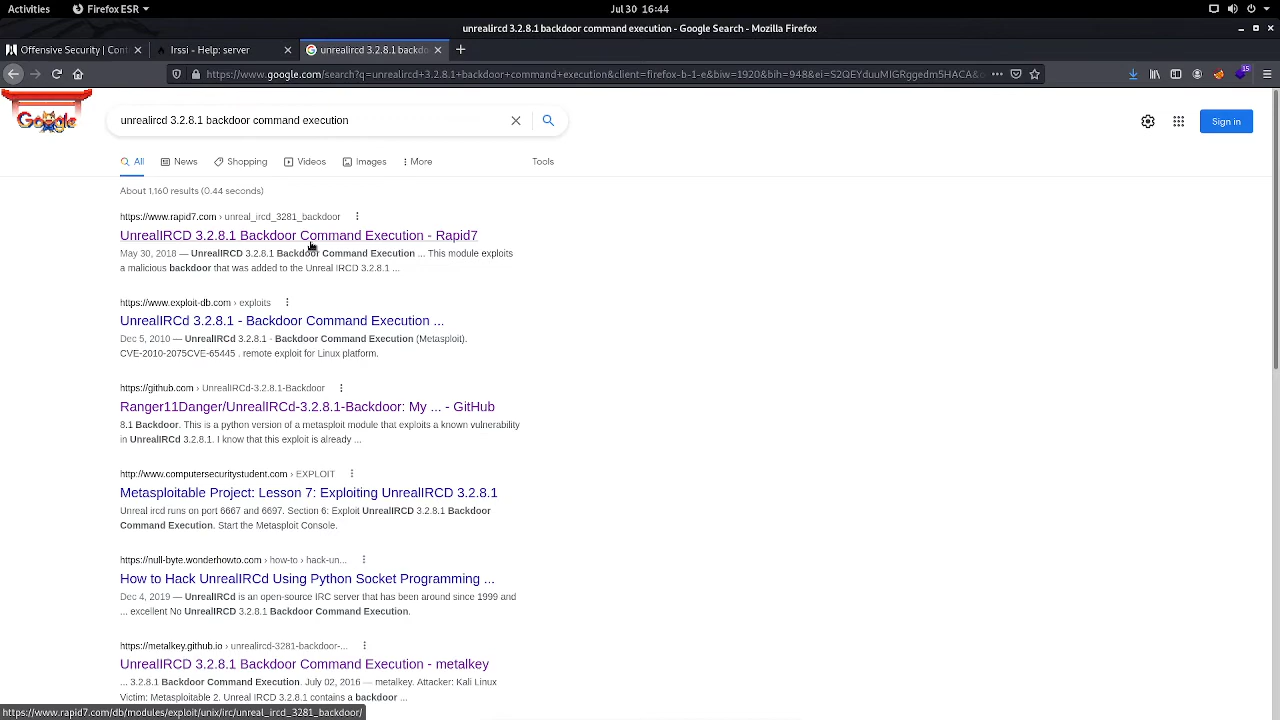 Activities
Firefox ESR
Jul 30 16:44
unrealircd 3.2.8.1 backdoor command execution - Google Search - Mozilla Firefox
Offensive Security | Cont
Irssi - Help: server
unrealircd 3.2.8.1 backdo
https://www.google.com/search?q=unrealircd+3.2.8.1+backdoor+command+execution&client=firefox-b-1-e&biw=1920&bih=948&ei=S2QEYduuMIGRggedm5HACA&
15
Google
unrealircd 3.2.8.1 backdoor command execution
Sign in
All
News
Shopping
Videos
Images
More
Tools
About 1,160 results (0.44 seconds)
https://www.rapid7.com › unreal_ircd_3281_backdoor
UnrealIRCD 3.2.8.1 Backdoor Command Execution - Rapid7
May 30, 2018 — UnrealIRCD 3.2.8.1 Backdoor Command Execution ... This module exploits
a malicious backdoor that was added to the Unreal IRCD 3.2.8.1 ...
https://www.exploit-db.com › exploits
UnrealIRCd 3.2.8.1 - Backdoor Command Execution ...
Dec 5, 2010 — UnrealIRCd 3.2.8.1 - Backdoor Command Execution (Metasploit).
CVE-2010-2075CVE-65445 . remote exploit for Linux platform.
https://github.com › UnrealIRCd-3.2.8.1-Backdoor
Ranger11Danger/UnrealIRCd-3.2.8.1-Backdoor: My ... - GitHub
8.1 Backdoor. This is a python version of a metasploit module that exploits a known vulnerability
in UnrealIRCd 3.2.8.1. I know that this exploit is already ...
http://www.computersecuritystudent.com › EXPLOIT
Metasploitable Project: Lesson 7: Exploiting UnrealIRCD 3.2.8.1
Unreal ircd runs on port 6667 and 6697. Section 6: Exploit UnrealIRCD 3.2.8.1 Backdoor
Command Execution. Start the Metasploit Console.
https://null-byte.wonderhowto.com › how-to › hack-un...
How to Hack UnrealIRCd Using Python Socket Programming ...
Dec 4, 2019 — UnrealIRCd is an open-source IRC server that has been around since 1999 and
... excellent No UnrealIRCD 3.2.8.1 Backdoor Command Execution.
https://metalkey.github.io › unrealircd-3281-backdoor-...
UnrealIRCD 3.2.8.1 Backdoor Command Execution - metalkey
... 3.2.8.1 Backdoor Command Execution. July 02, 2016 — metalkey. Attacker: Kali Linux
Victim: Metasploitable 2. Unreal IRCD 3.2.8.1 contains a backdoor ...
https://www.rapid7.com/db/modules/exploit/unix/irc/unreal_ircd_3281_backdoor/